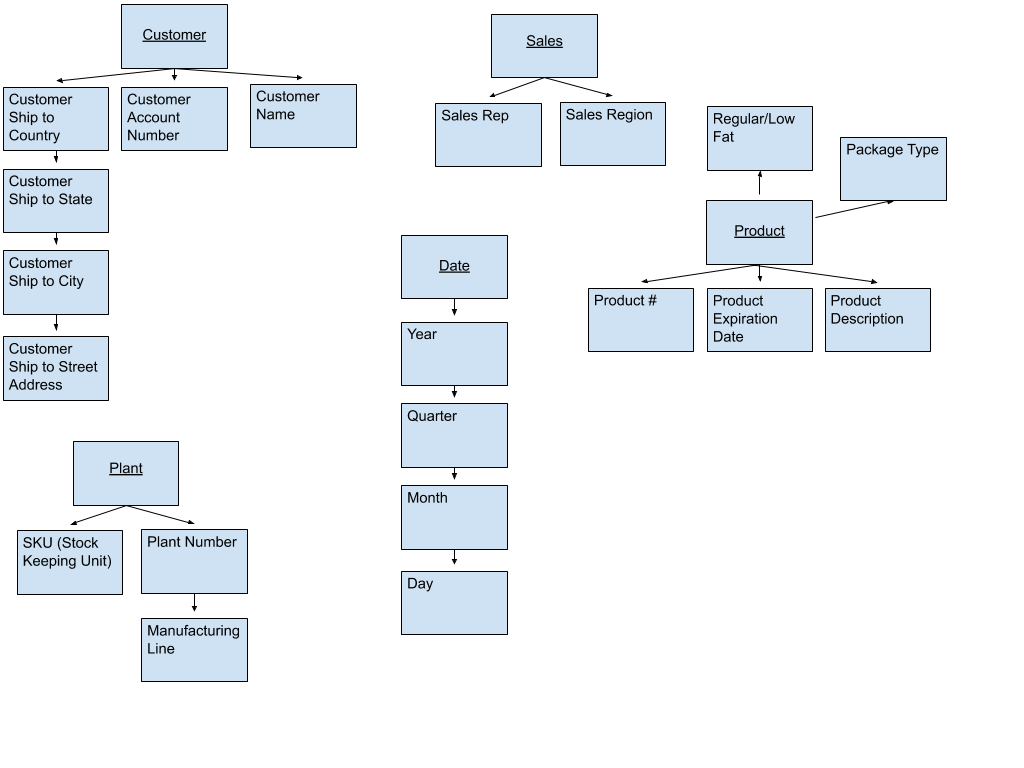 Customer
Customer
Ship to
Country
Customer
Account
Number
Customer
Name
Customer
Ship to State
Customer
Ship to City
Customer
Ship to Street
Address
Sales
Sales Rep
Sales Region
Regular/Low
Fat
Package Type
Product
Product #
Product
Expiration
Date
Product
Description
Date
Year
Quarter
Month
Day
Plant
SKU (Stock
Keeping Unit)
Plant Number
Manufacturing
Line